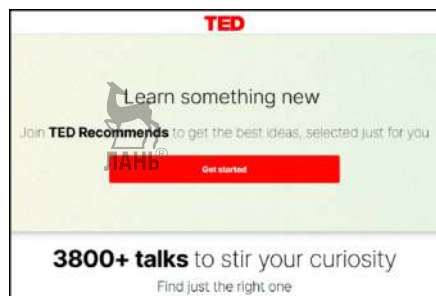 TED
Learn something new
Join TED Recommends to get the best ideas, selected just for you
ЛАНЬ®
Get started
3800+ talks to stir your curiosity
Find just the right one